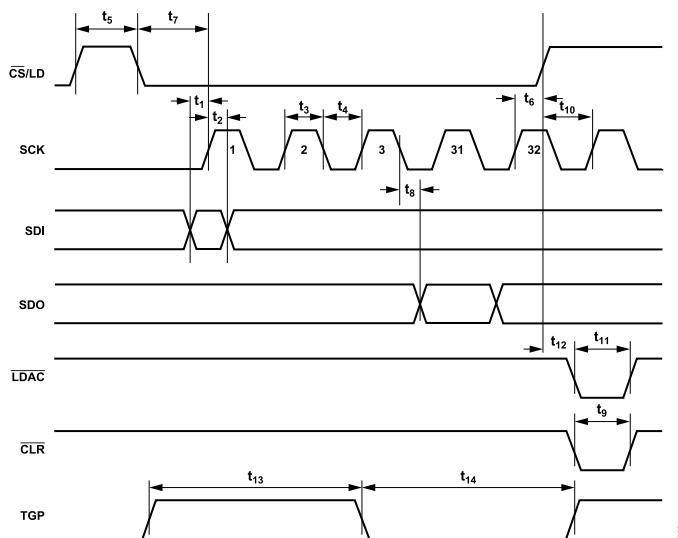 t5 t7
CS/LD
t1 t3 t4 t6 t10
t2
SCK 1 2 3 31 32
t8
SDI
SDO
t12 t11
LDAC
t9
CLR
t13 t14
TGP